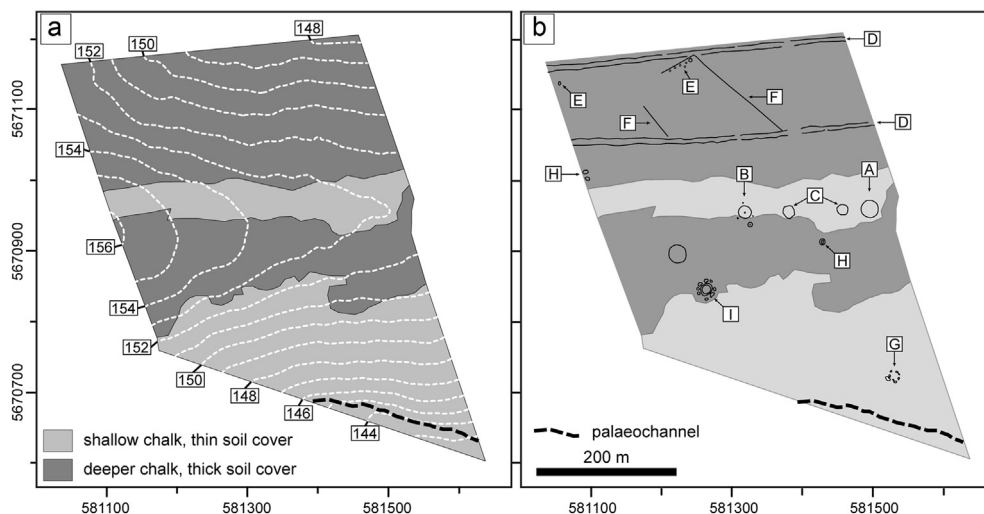 a
152
150
148
5671100
154
5670900
156
154
152
150
148
146
144
5670700
shallow chalk, thin soil cover
deeper chalk, thick soil cover
581100
581300
581500
b
D
E
E
F
F
D
H
B
C
A
H
I
G
palaeochannel
200 m
581100
581300
581500